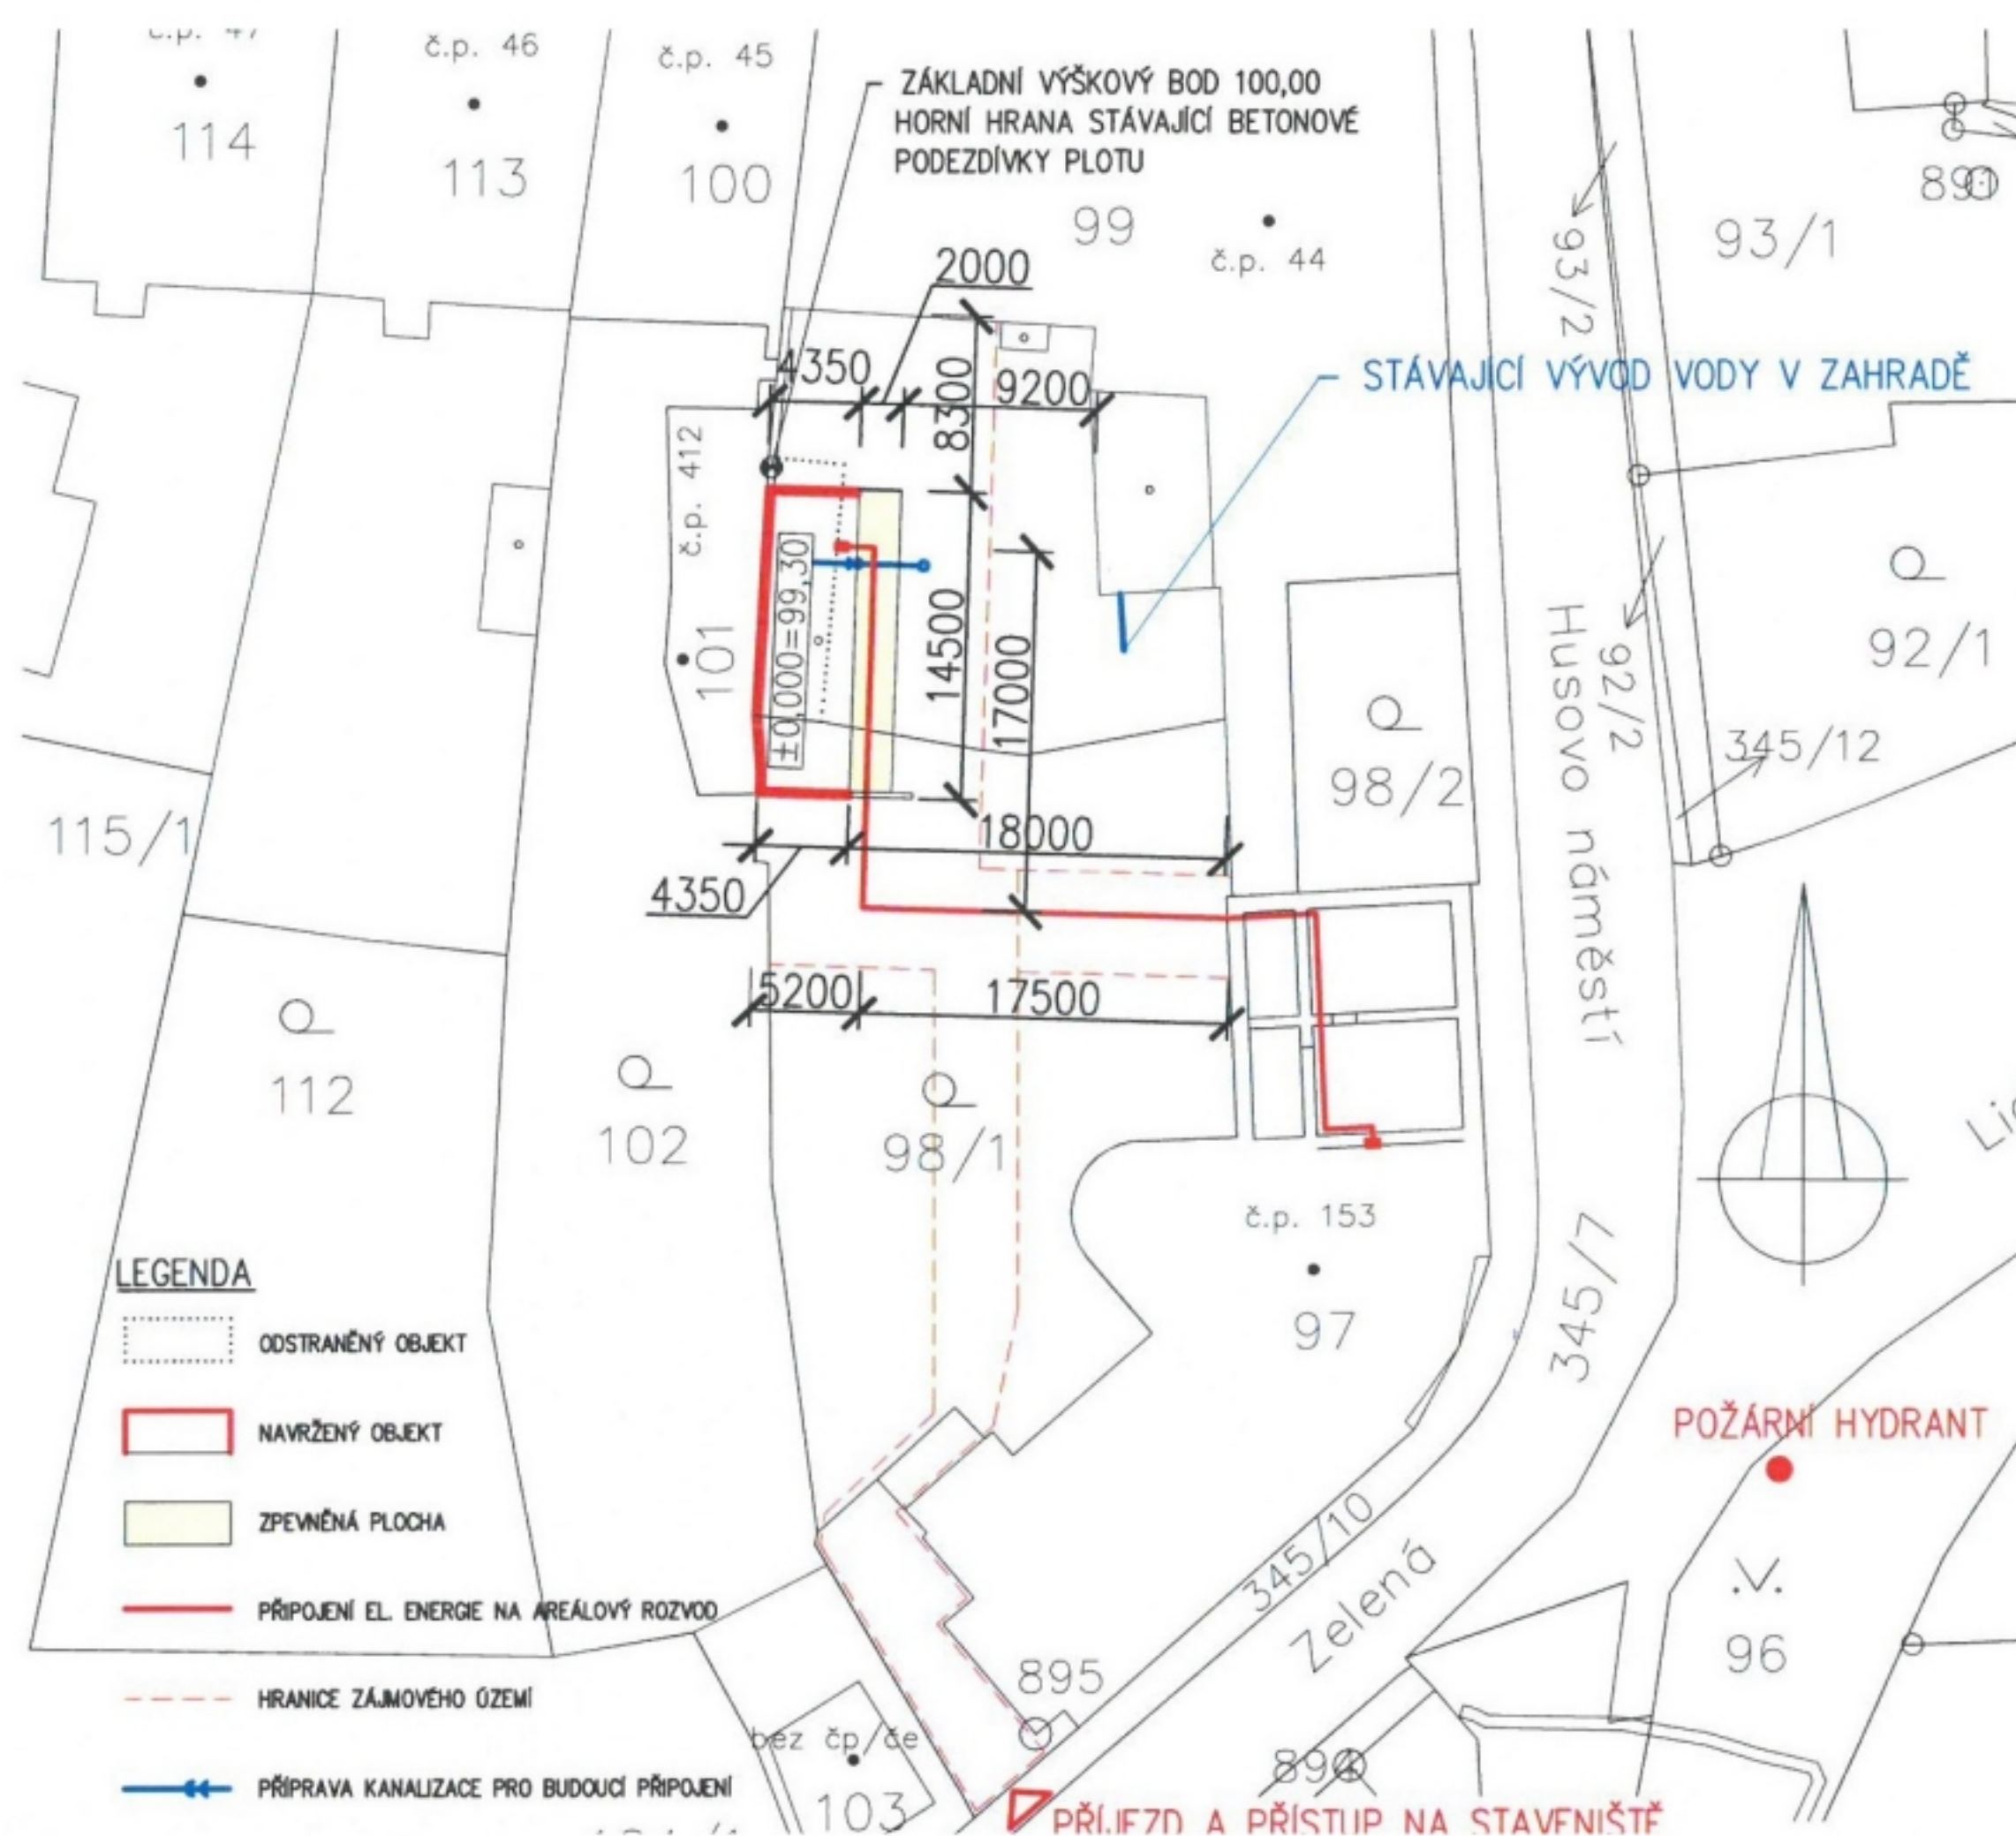 č.p. 47
č.p. 46
č.p. 45
114
113
100
ZÁKLADNÍ VÝŠKOVÝ BOD 100,00
HORNÍ HRANA STÁVAJÍCÍ BETONOVÉ
PODEZDÍVKY PLOTU
99
č.p. 44
93/2
93/1
891
2000
4350
8300
9200
STÁVAJÍCÍ VÝVOD VODY V ZAHRADĚ
č.p. 412
101
±0,000=99,30
14500
17000
98/2
Husovo náměstí
92/2
92/1
345/12
115/1
18000
4350
5200
17500
112
102
98/1
č.p. 153
97
345/7
LEGENDA
ODSTRANĚNÝ OBJEKT
NAVRŽENÝ OBJEKT
ZPEVNĚNÁ PLOCHA
PŘIPOJENÍ EL. ENERGIE NA AREÁLOVÝ ROZVOD
HRANICE ZÁJMOVÉHO ÚZEMÍ
PŘÍPRAVA KANALIZACE PRO BUDOUCÍ PŘIPOJENÍ
POŽÁRNÍ HYDRANT
345/10
Zelená
96
895
bez čp/če
103
PŘÍJEZD A PŘÍSTUP NA STAVENIŠTĚ